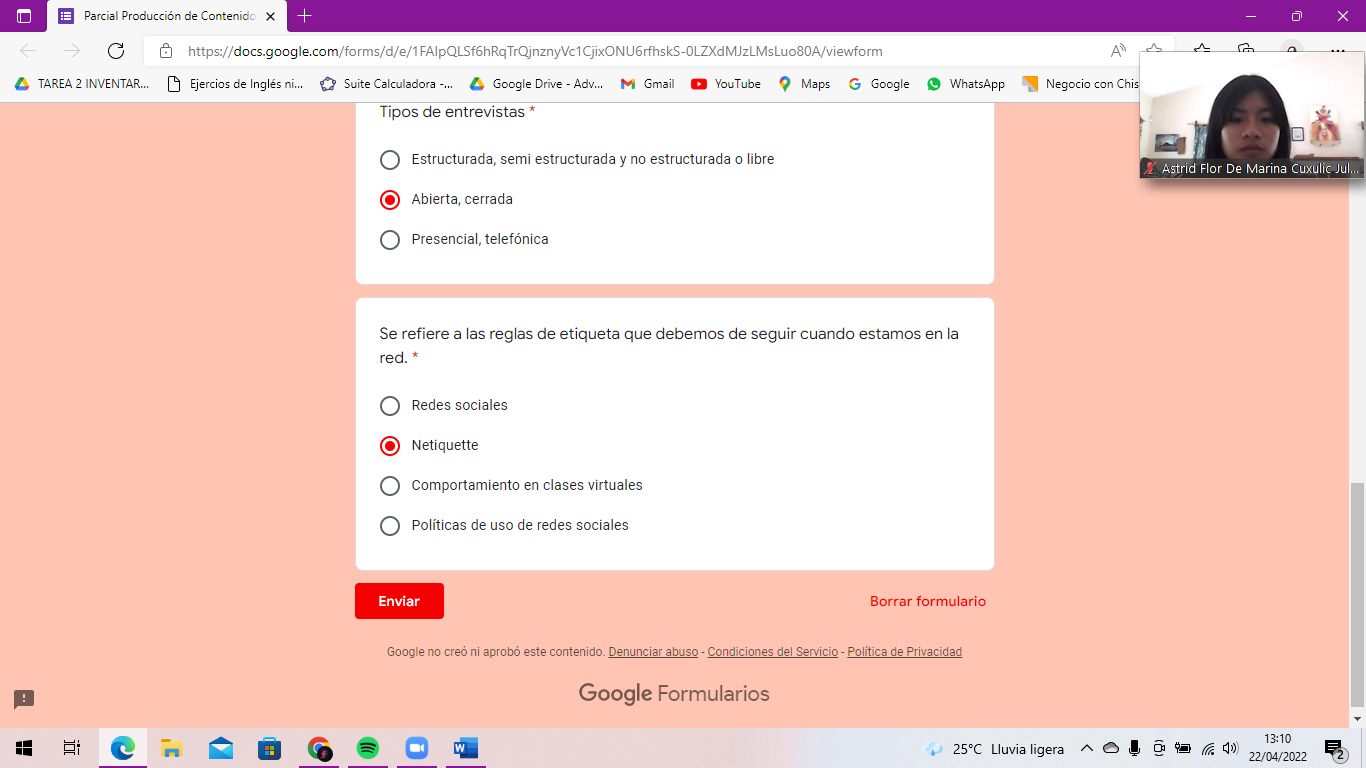 Parcial Producción de Contenido
https://docs.google.com/forms/d/e/1FAIpQLSf6hRqTrQjnznyVc1CjixONU6rfhskS-0LZXdMJzLMsLuo80A/viewform
TAREA 2 INVENTAR... Ejercios de Inglés ni... Suite Calculadora -... Google Drive - Adv... Gmail YouTube Maps Google WhatsApp Negocio con Chis
Astrid Flor De Marina Cuxulic Jul...
Tipos de entrevistas *
Estructurada, semi estructurada y no estructurada o libre
Abierta, cerrada
Presencial, telefónica
Se refiere a las reglas de etiqueta que debemos de seguir cuando estamos en la
red. *
Redes sociales
Netiquette
Comportamiento en clases virtuales
Políticas de uso de redes sociales
Enviar Borrar formulario
Google no creó ni aprobó este contenido. Denunciar abuso - Condiciones del Servicio - Política de Privacidad
Google Formularios
25°C Lluvia ligera
13:10
22/04/2022
2